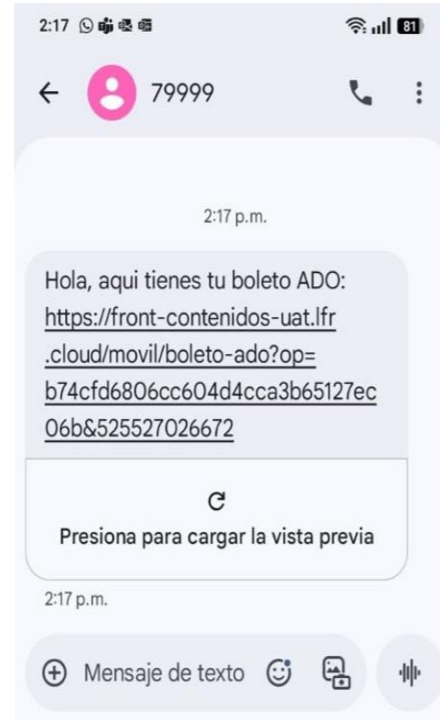 2:17
81
79999
2:17 p.m.
Hola, aqui tienes tu boleto ADO:
https://front-contenidos-uat.lfr
.cloud/movil/boleto-ado?op=
b74cfd6806cc604d4cca3b65127ec
06b&525527026672
Presiona para cargar la vista previa
2:17 p.m.
Mensaje de texto